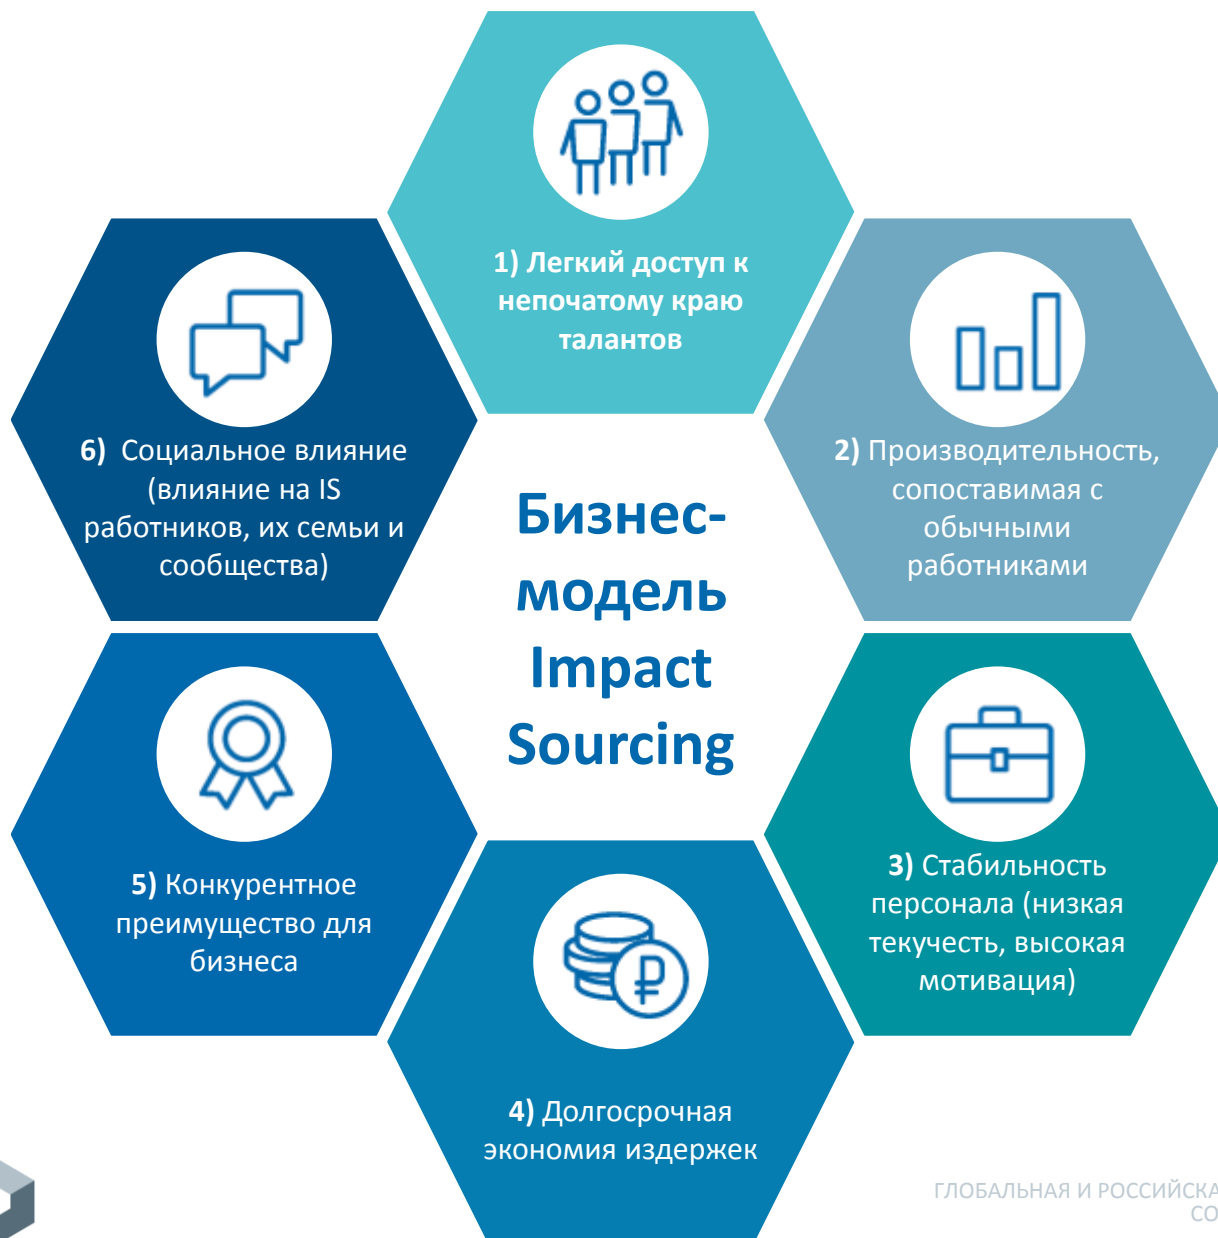 1) Легкий доступ к
непочатому краю
талантов
2) Производительность,
сопоставимая с
обычными
работниками
3) Стабильность
персонала (низкая
текучесть, высокая
мотивация)
4) Долгосрочная
экономия издержек
5) Конкурентное
преимущество для
бизнеса
6) Социальное влияние
(влияние на IS
работников, их семьи и
сообщества)
Бизнес-
модель
Impact
Sourcing
ГЛОБАЛЬНАЯ И